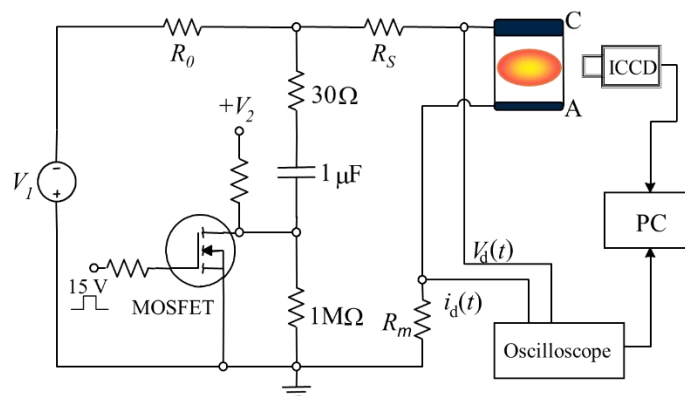 R0
RS
C
30Ω
ICCD
+V2
A
1 μF
V1
PC
Vd(t)
15 V
MOSFET
1MΩ
Rm
id(t)
Oscilloscope